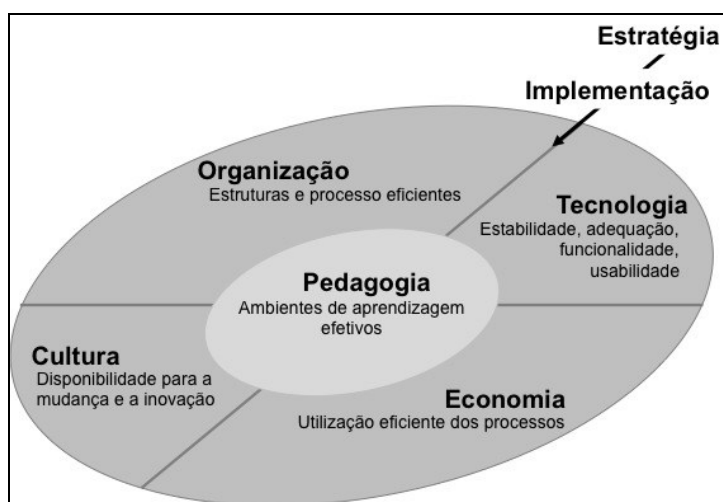 Estratégia
Implementação
Organização
Estruturas e processo eficientes
Tecnologia
Estabilidade, adequação,
funcionalidade,
usabilidade
Pedagogia
Ambientes de aprendizagem
efetivos
Cultura
Disponibilidade para a
mudança e a inovação
Economia
Utilização eficiente dos processos